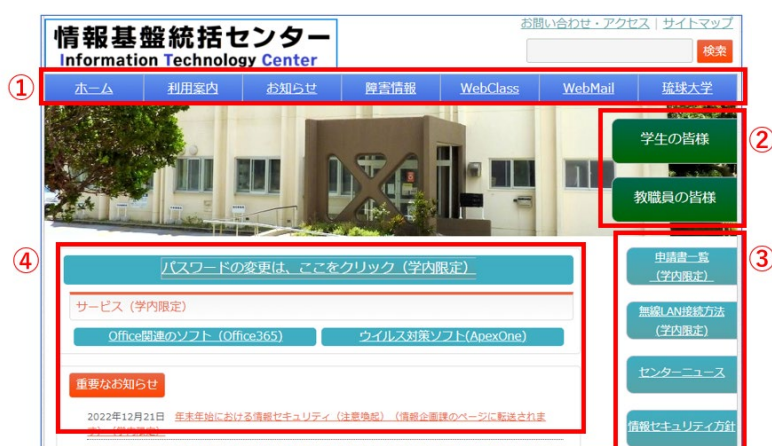 情報基盤統括センター
Information Technology Center
お問い合わせ・アクセス | サイトマップ
検索
①
ホーム 利用案内 お知らせ 障害情報 WebClass WebMail 琉球大学
②
学生の皆様
教職員の皆様
③
申請書一覧
(学内限定)
無線LAN接続方法
(学内限定)
センターニュース
情報セキュリティ方針
④
パスワードの変更は、ここをクリック(学内限定)
サービス(学内限定)
Office関連のソフト(Office365) ウイルス対策ソフト(ApexOne)
重要なお知らせ
2022年12月21日 年末年始における情報セキュリティ(注意喚起)(情報企画課のページに転送されま